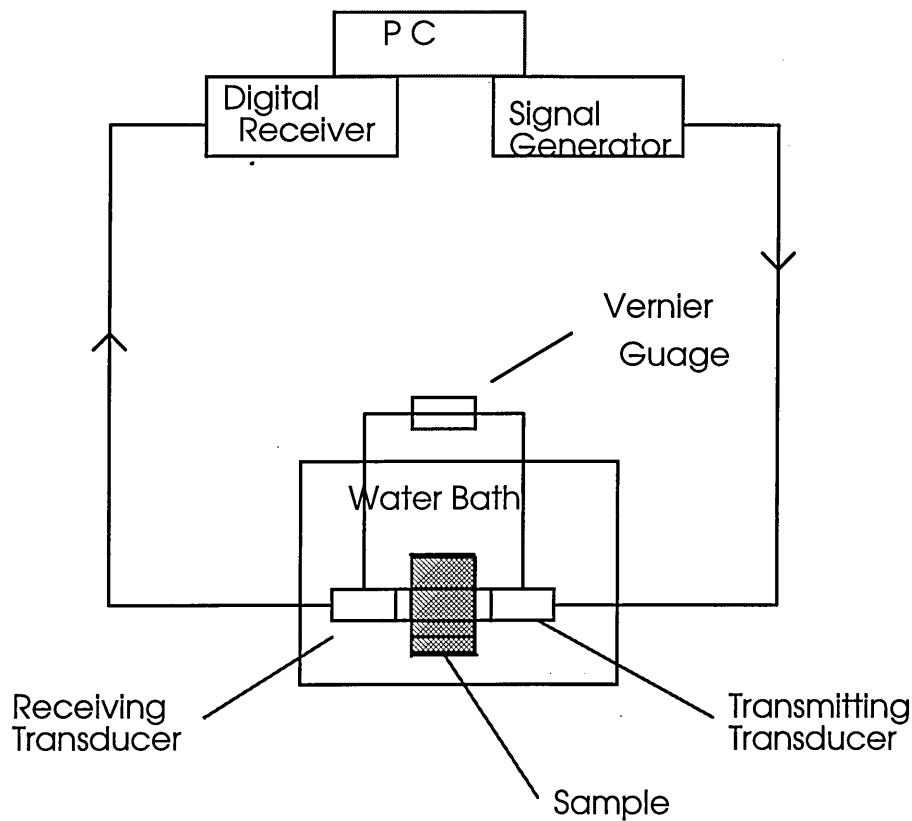 P C
Digital
Receiver
Signal
Generator
Vernier
Guage
Water Bath
Receiving
Transducer
Transmitting
Transducer
Sample